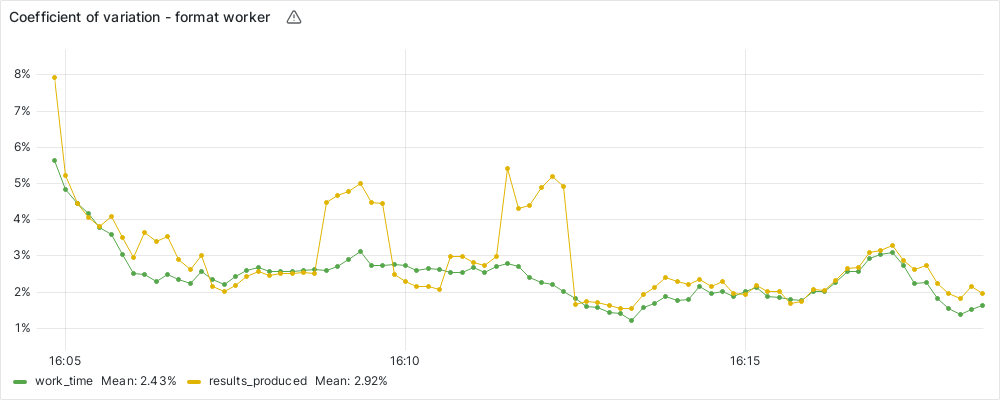 Coefficient of variation - format worker
8%
7%
6%
5%
4%
3%
2%
1%
16:05 16:10 16:15
work_time Mean: 2.43% results_produced Mean: 2.92%